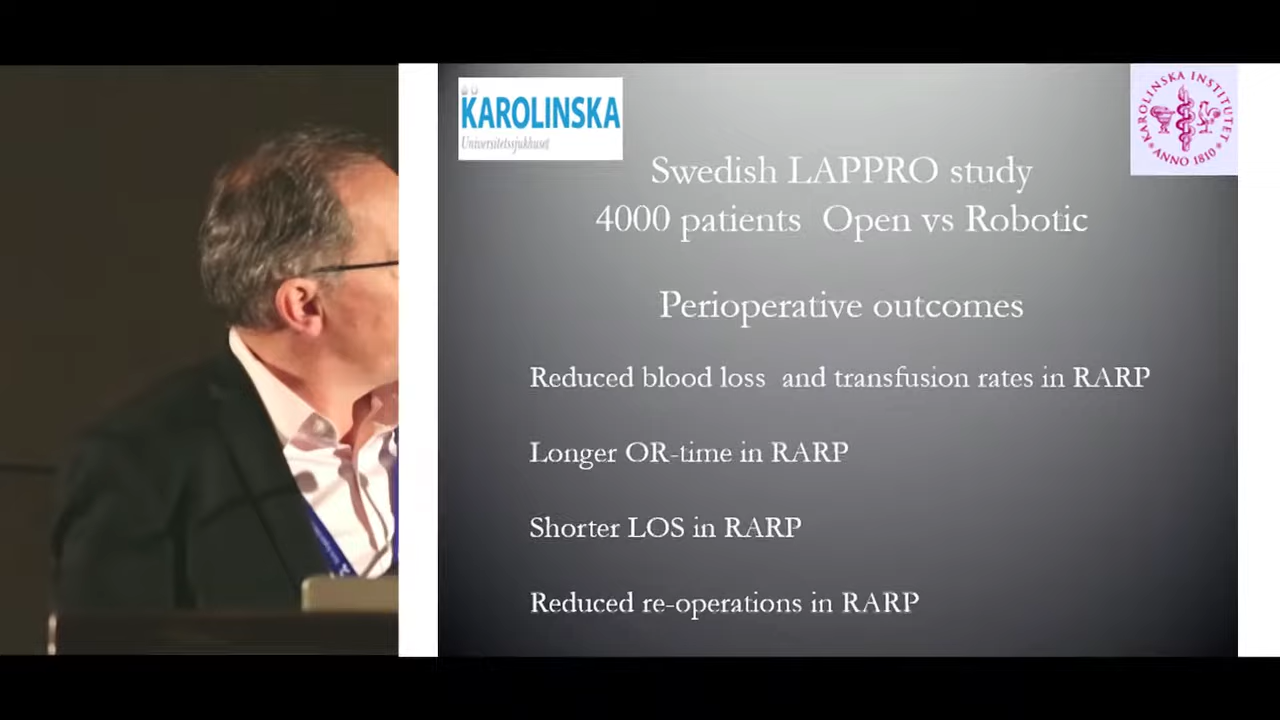 KAROLINSKA
Universitetssjukhuset
KAROLINSKA INSTITUTET
ANNO 1810
Swedish LAPPRO study
4000 patients Open vs Robotic
Perioperative outcomes
Reduced blood loss and transfusion rates in RARP
Longer OR-time in RARP
Shorter LOS in RARP
Reduced re-operations in RARP